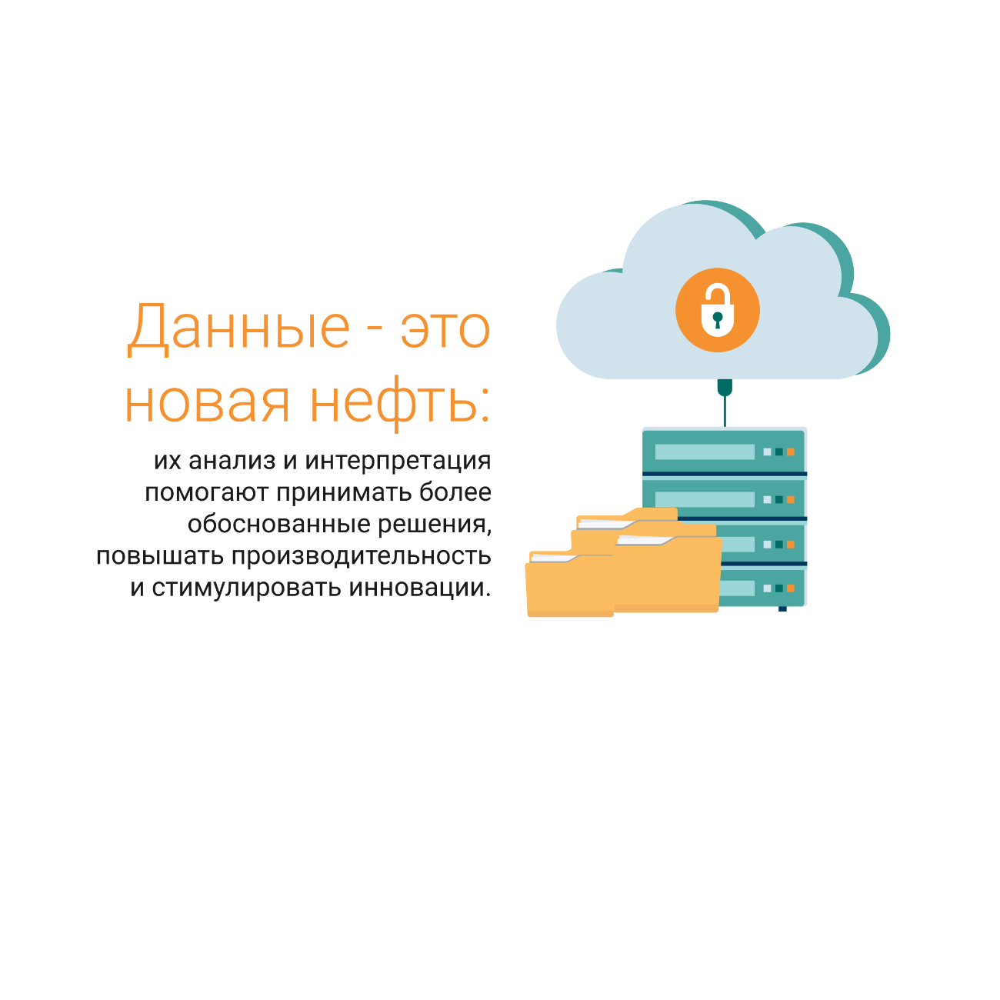 Данные - это
новая нефть:
их анализ и интерпретация
помогают принимать более
обоснованные решения,
повышать производительность
и стимулировать инновации.